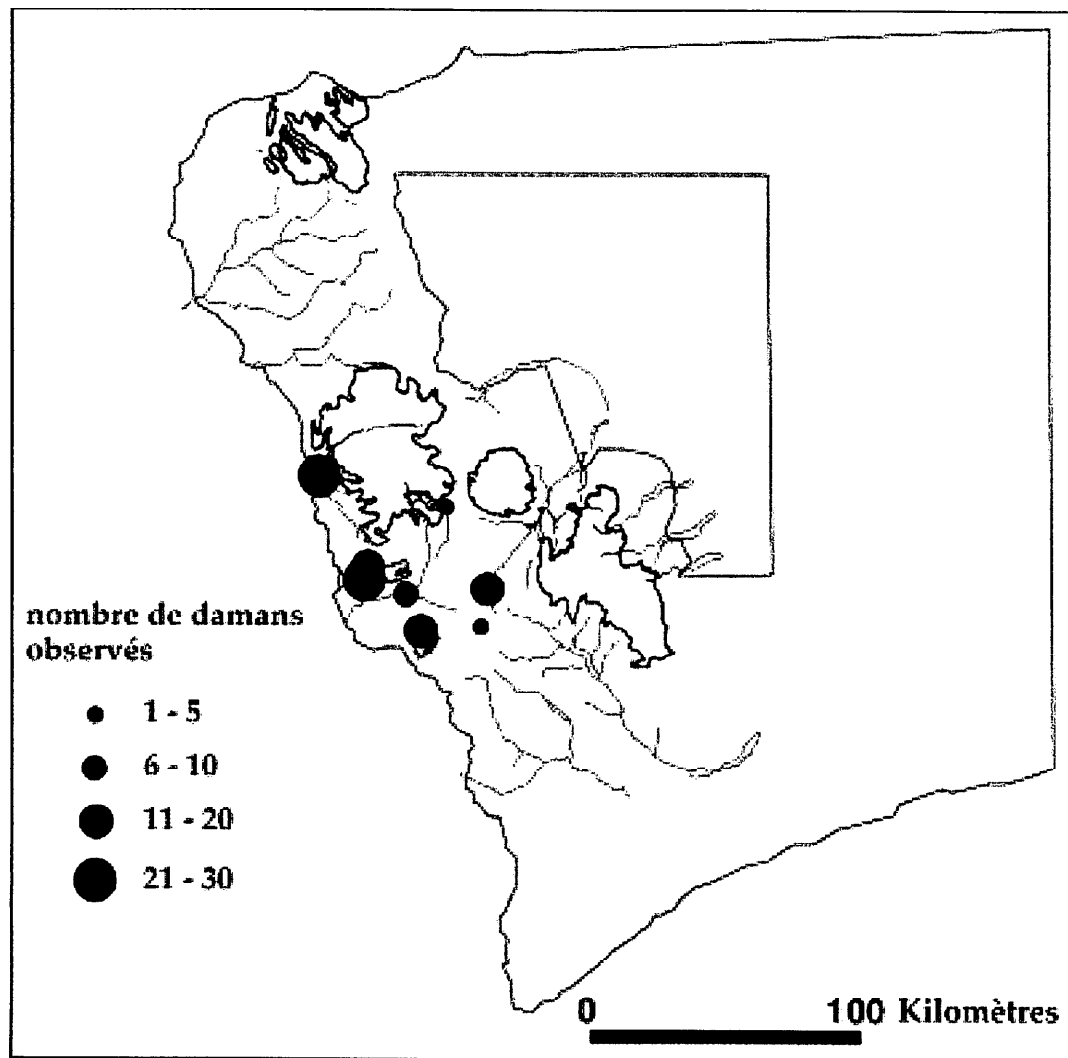 nombre de damans
observés
1 - 5
6 - 10
11 - 20
21 - 30
0 100 Kilomètres